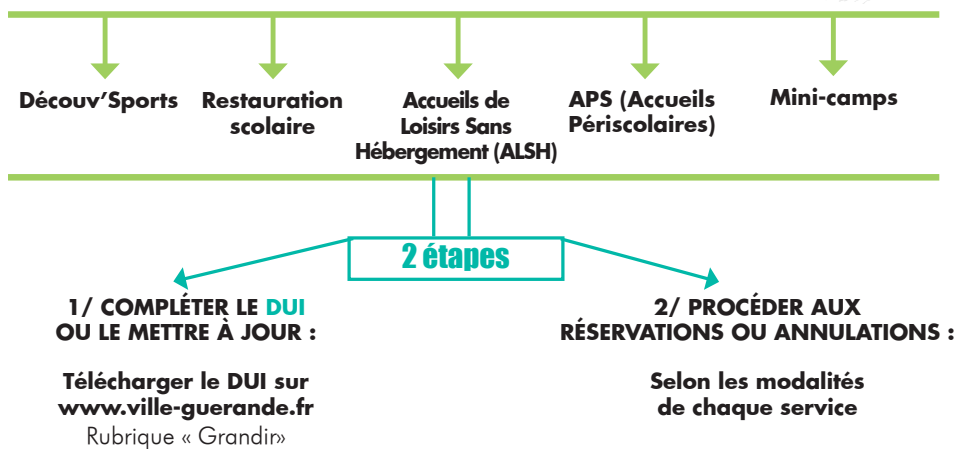 Découv'Sports
Restauration
scolaire
Accueils de
Loisirs Sans
Hébergement (ALSH)
APS (Accueils
Périscolaires)
Mini-camps
2 étapes
1/ COMPLÉTER LE DUI
OU LE METTRE À JOUR :
Télécharger le DUI sur
www.ville-guerande.fr
Rubrique « Grandir»
2/ PROCÉDER AUX
RÉSERVATIONS OU ANNULATIONS :
Selon les modalités
de chaque service